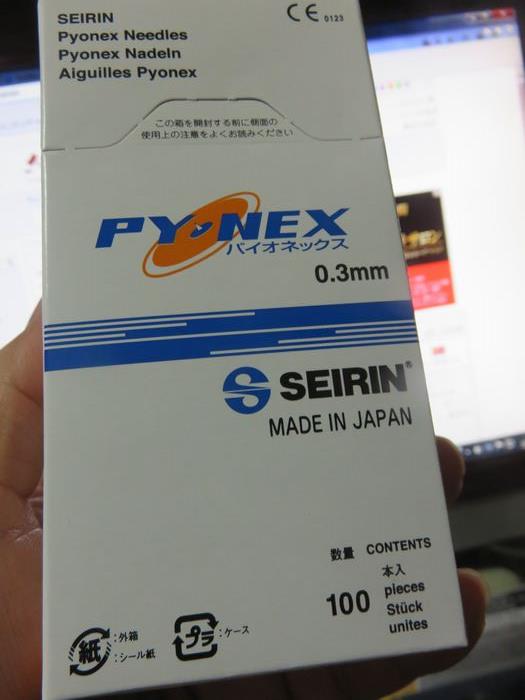 SEIRIN
Pyonex Needles
Pyonex Nadeln
Aiguilles Pyonex
CE 0123
この箱を開封する前に側面の
使用上の注意をよくお読みください
PYONEX
パイオネックス
0.3mm
SEIRIN®
MADE IN JAPAN
数量 CONTENTS
100 本入
pieces
Stück
unites
紙 :外箱
:シール紙
プラ :ケース